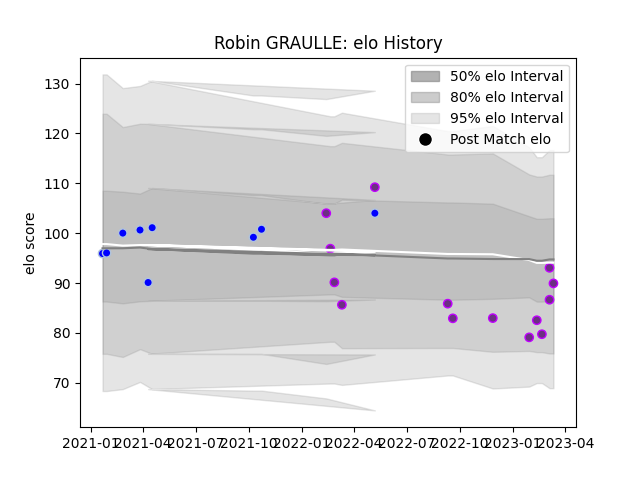 Robin GRAULLE: elo History
50% elo Interval
80% elo Interval
95% elo Interval
Post Match elo
elo score
130
120
110
100
90
80
70
2021-01 2021-04 2021-07 2021-10 2022-01 2022-04 2022-07 2022-10 2023-01 2023-04